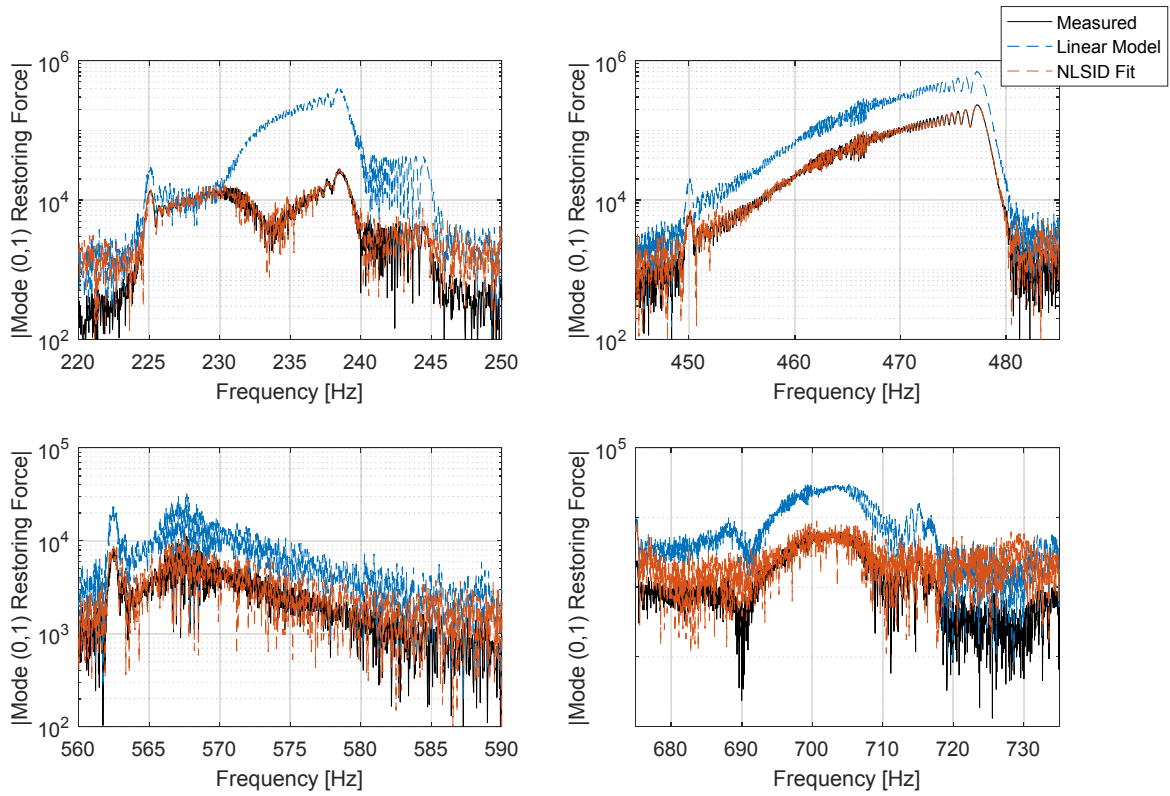 Measured
Linear Model
NLSID Fit
10^6
10^4
10^2
|Mode (0,1) Restoring Force|
220 225 230 235 240 245 250
Frequency [Hz]
10^6
10^4
10^2
|Mode (0,1) Restoring Force|
450 460 470 480
Frequency [Hz]
10^5
10^4
10^3
10^2
|Mode (0,1) Restoring Force|
560 565 570 575 580 585 590
Frequency [Hz]
10^5
|Mode (0,1) Restoring Force|
680 690 700 710 720 730
Frequency [Hz]